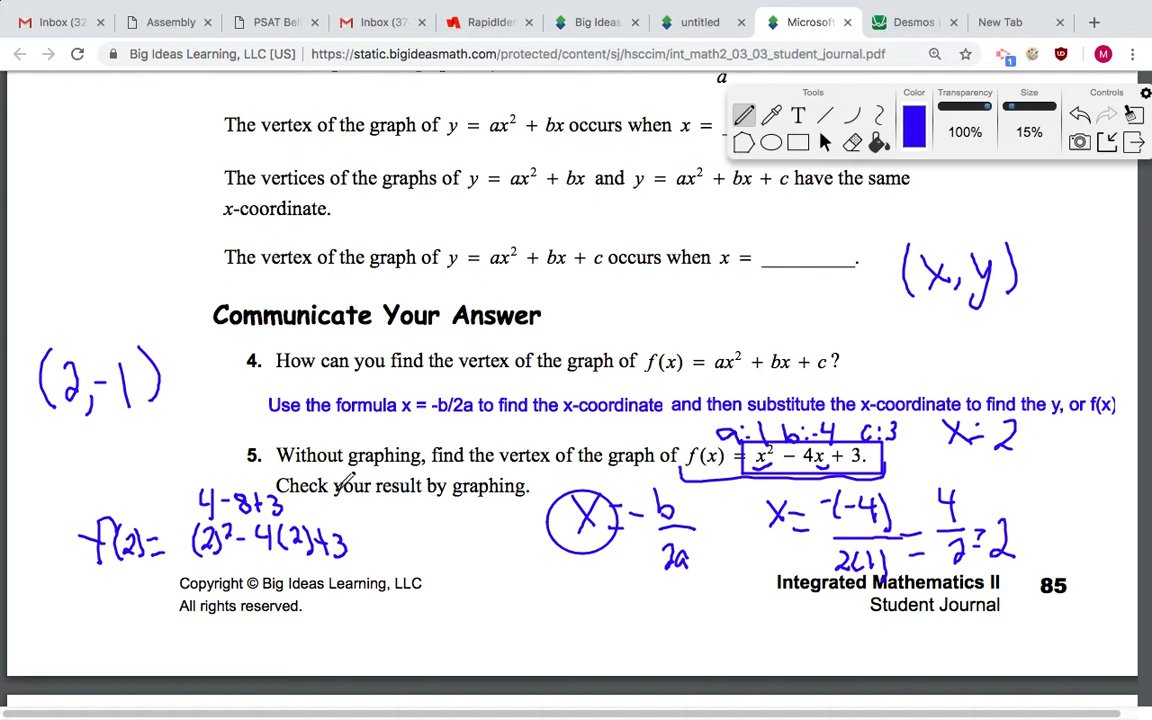 Inbox (32
Assembly
PSAT Bel
Inbox (37
RapidIder
Big Ideas
untitled
Microsoft
Desmos
New Tab
Big Ideas Learning, LLC [US] https://static.bigideasmath.com/protected/content/sj/hsccim/int_math2_03_03_student_journal.pdf
M
a
Tools Color Transparency Size Controls
T
100% 15%
The vertex of the graph of y = ax² + bx occurs when x =
The vertices of the graphs of y = ax² + bx and y = ax² + bx + c have the same
x-coordinate.
The vertex of the graph of y = ax² + bx + c occurs when x = ________.
(x, y)
Communicate Your Answer
(2, -1)
4. How can you find the vertex of the graph of f(x) = ax² + bx + c?
Use the formula x = -b/2a to find the x-coordinate and then substitute the x-coordinate to find the y, or f(x)
a:1 b:-4 c:3 x = 2
5. Without graphing, find the vertex of the graph of f(x) = x² − 4x + 3.
Check your result by graphing.
4 - 8 + 3
f(2) = (2)² - 4(2) + 3
x = -b/2a
x = -(-4)/2(1) = 4/2 = 2
Copyright © Big Ideas Learning, LLC Integrated Mathematics II 85
All rights reserved. Student Journal